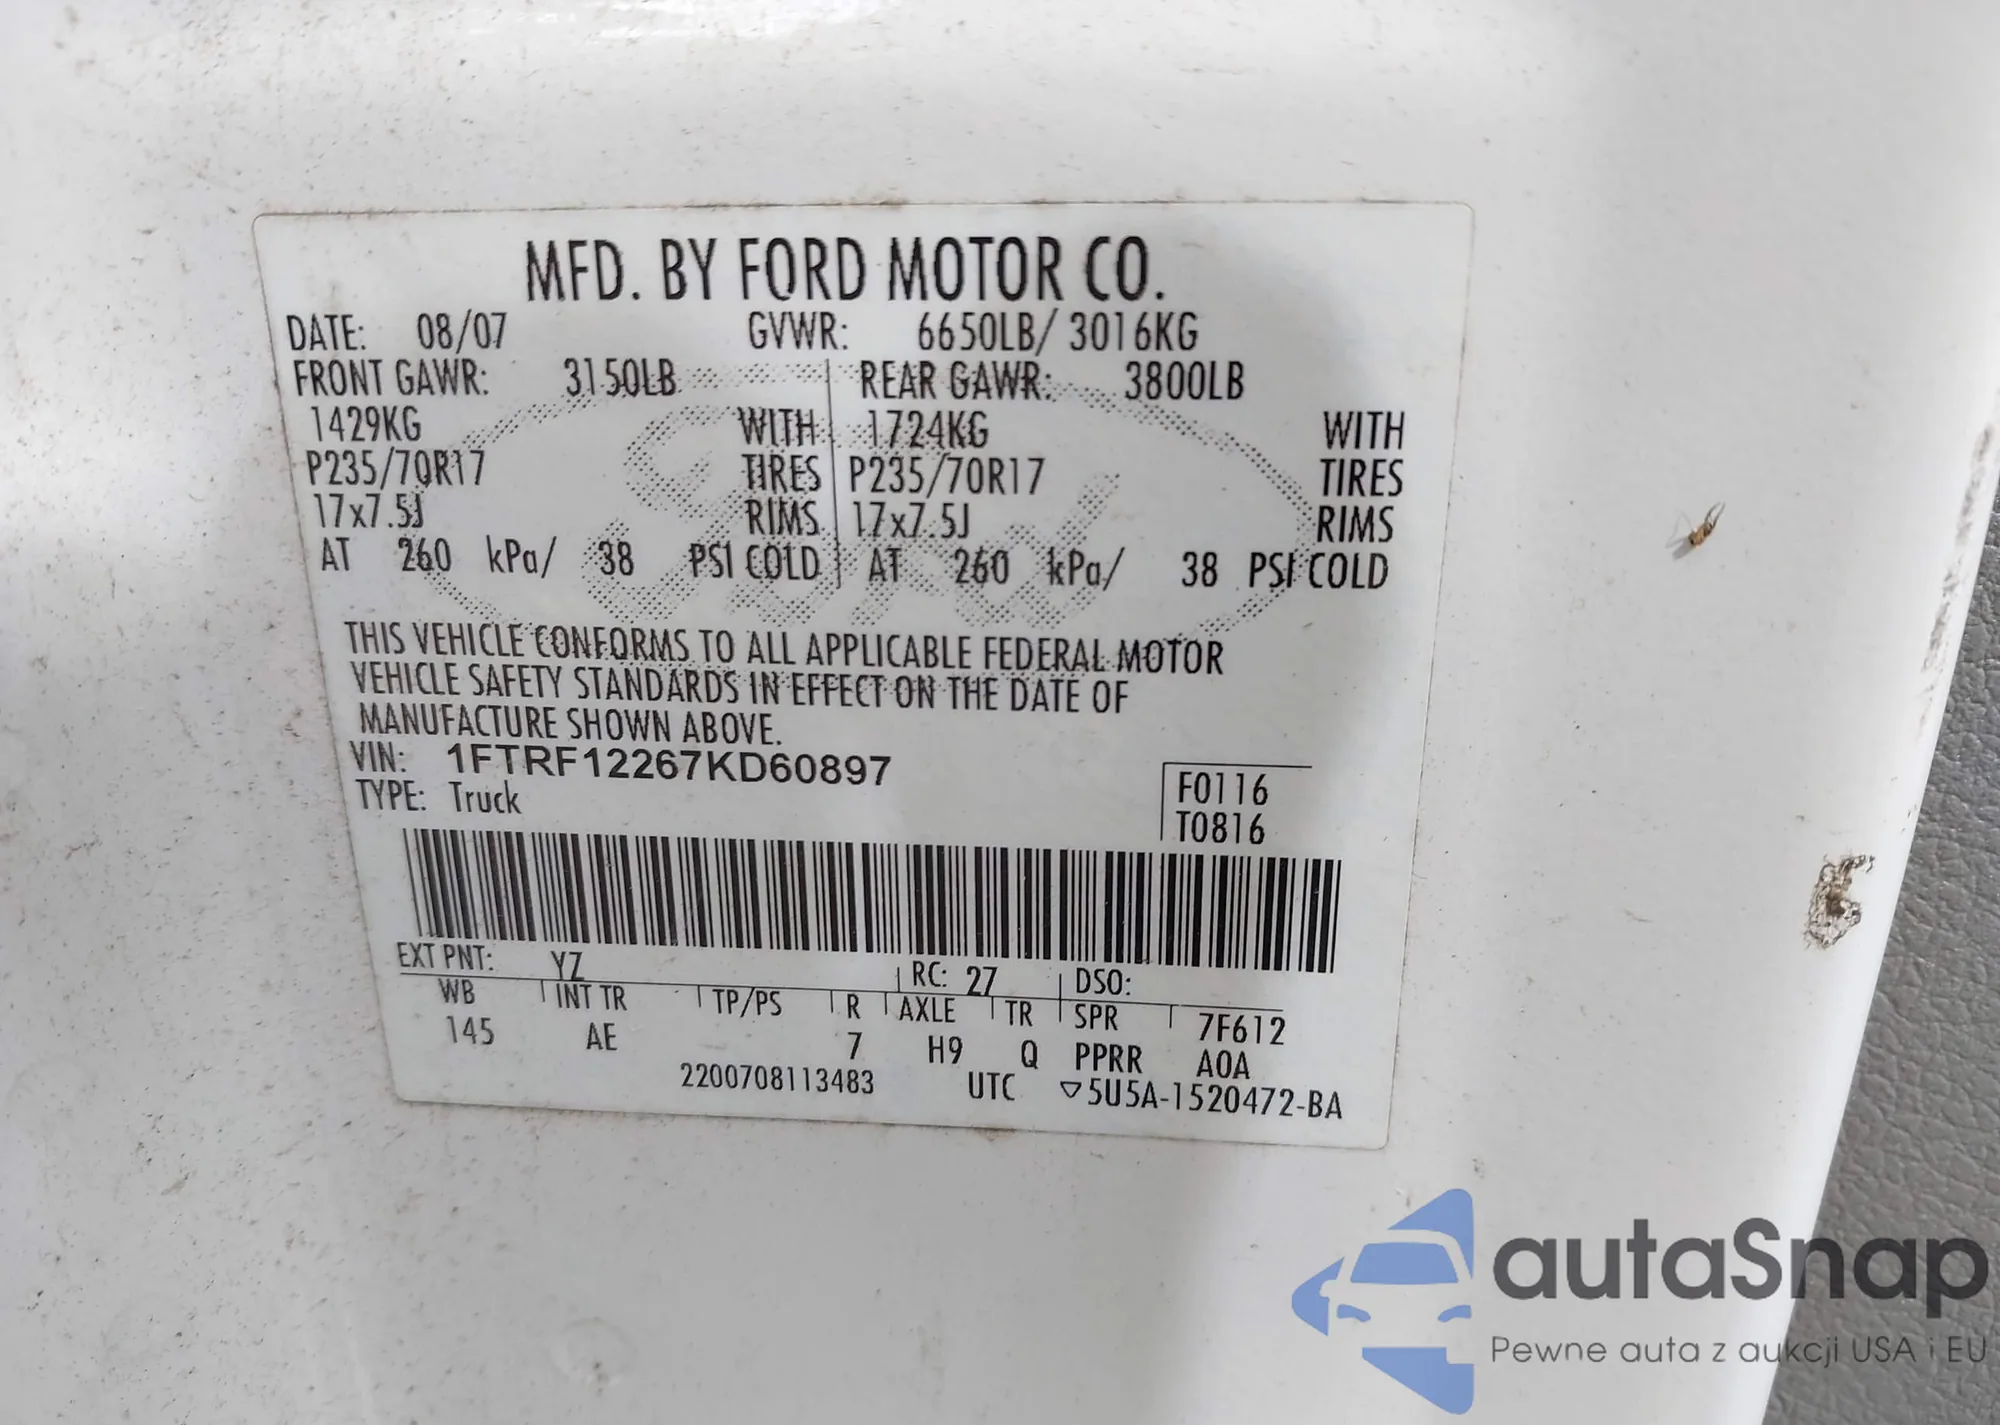 MFD. BY FORD MOTOR CO.
DATE: 08/07 GVWR: 6650LB/ 3016KG
FRONT GAWR: 3150LB REAR GAWR: 3800LB
1429KG WITH 1724KG WITH
P235/70R17 TIRES P235/70R17 TIRES
17x7.5J RIMS 17x7.5J RIMS
AT 260 kPa/ 38 PSI COLD AT 260 kPa/ 38 PSI COLD
THIS VEHICLE CONFORMS TO ALL APPLICABLE FEDERAL MOTOR
VEHICLE SAFETY STANDARDS IN EFFECT ON THE DATE OF
MANUFACTURE SHOWN ABOVE.
VIN: 1FTRF12267KD60897
TYPE: Truck
F0116
T0816
EXT PNT: YZ RC: 27 DSO:
WB INT TR TP/PS R AXLE TR SPR 7F612
145 AE 7 H9 Q PPRR A0A
2200708113483 UTC ▽5U5A-1520472-BA
autaSnap
Pewne auta z aukcji USA i EU